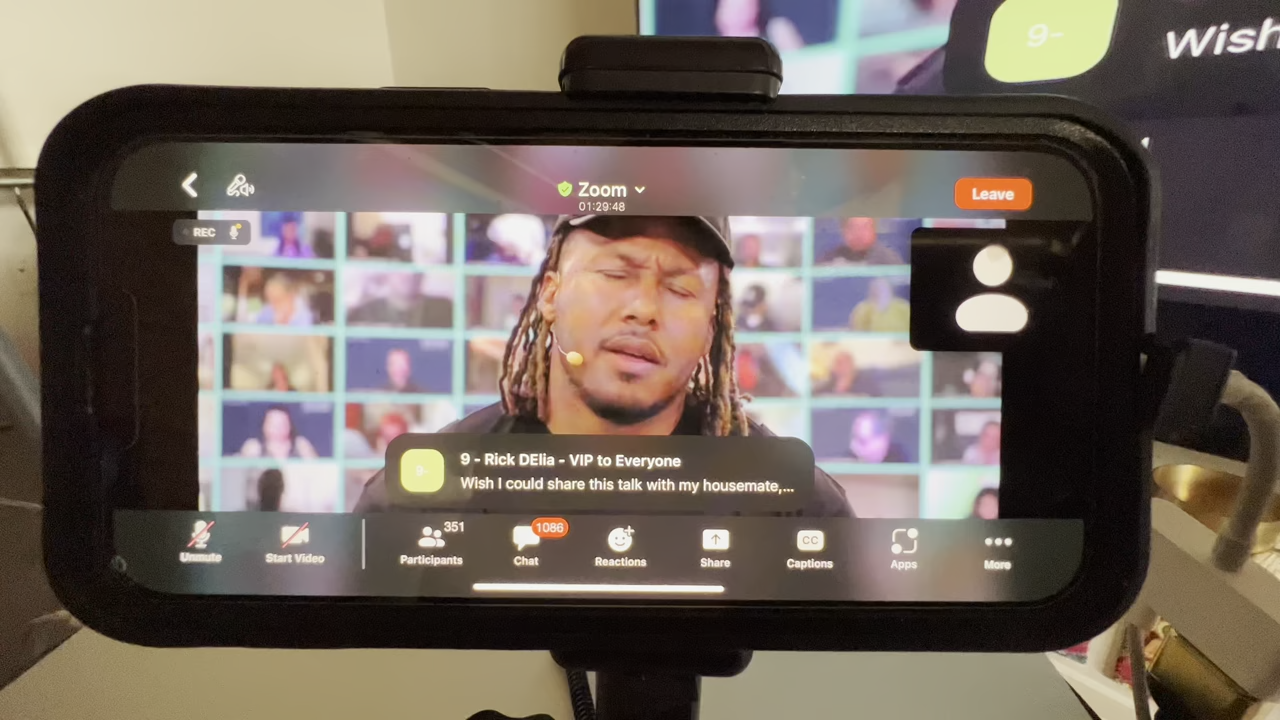 9-
Wish
Zoom
01:29:48
Leave
REC
9-
9 - Rick DElia - VIP to Everyone
Wish I could share this talk with my housemate,...
Unmute
Start Video
351
Participants
1086
Chat
Reactions
Share
CC
Captions
Apps
More